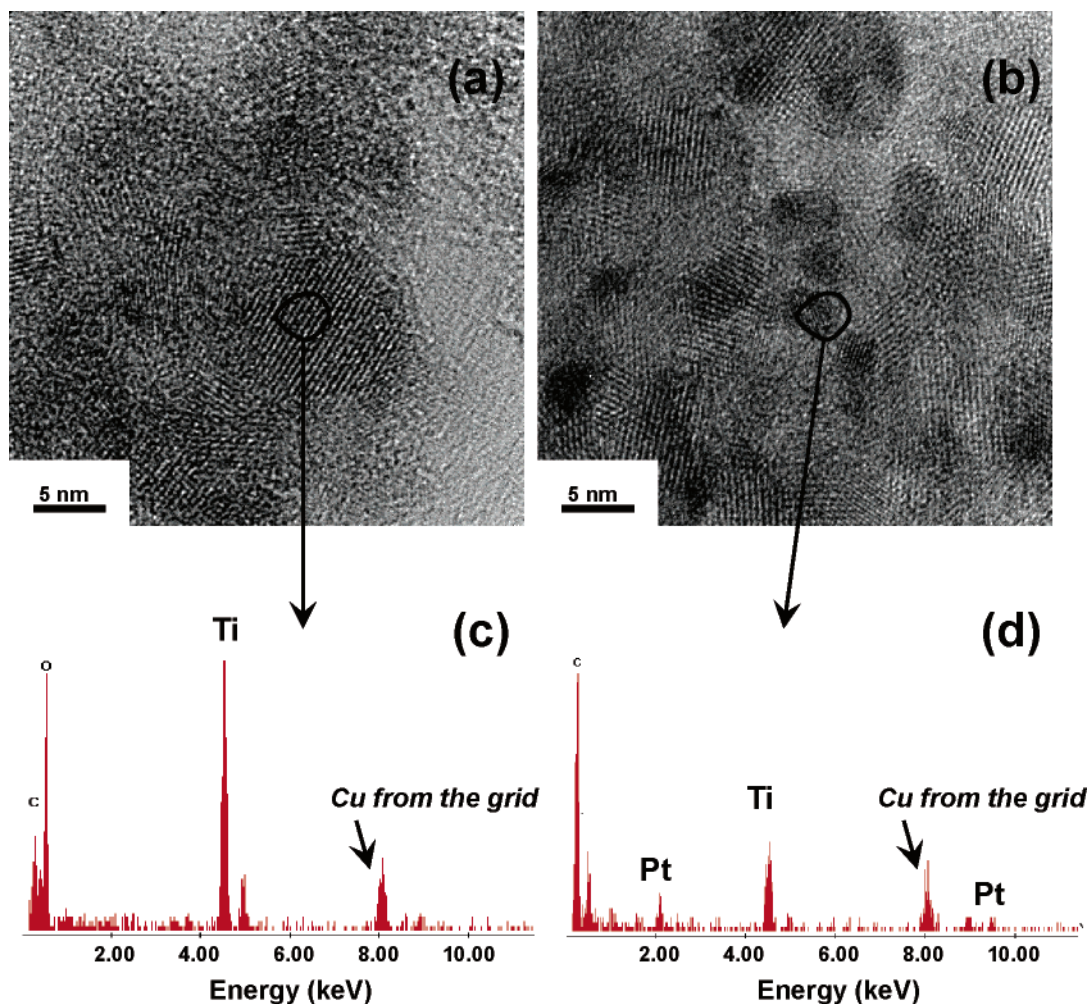 (a)
(b)
5 nm
5 nm
(c)
(d)
Ti
O
C
Cu from the grid
2.00 4.00 6.00 8.00 10.00
Energy (keV)
C
Ti
Cu from the grid
Pt
Pt
2.00 4.00 6.00 8.00 10.00
Energy (keV)